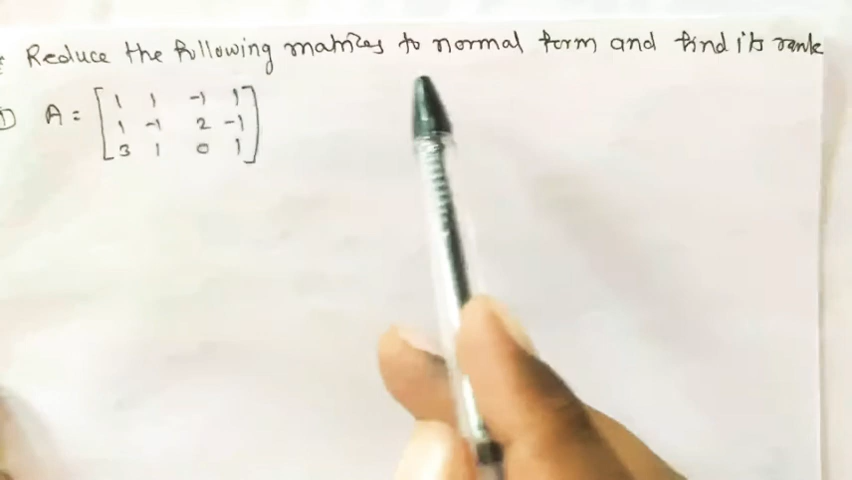 Reduce the following matrices to normal form and find its rank
1) A = [ 1 1 -1 1
1 -1 2 -1
3 1 0 1 ]